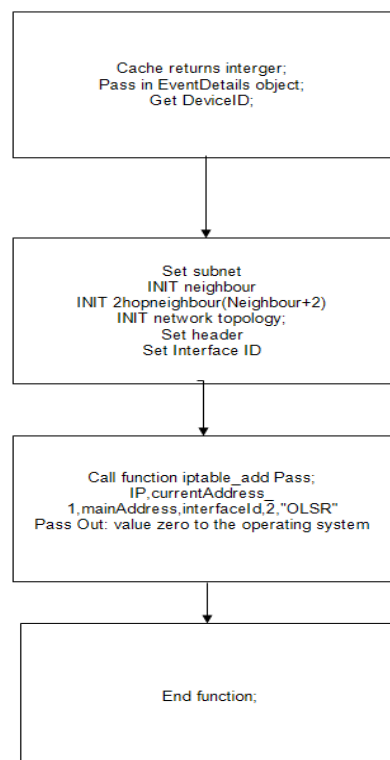 Cache returns interger;
Pass in EventDetails object;
Get DeviceID;
Set subnet
INIT neighbour
INIT 2hopneighbour(Neighbour+2)
INIT network topology;
Set header
Set Interface ID
Call function iptable_add Pass;
IP,currentAddress_
1,mainAddress,interfaceId,2,"OLSR"
Pass Out: value zero to the operating system
End function;